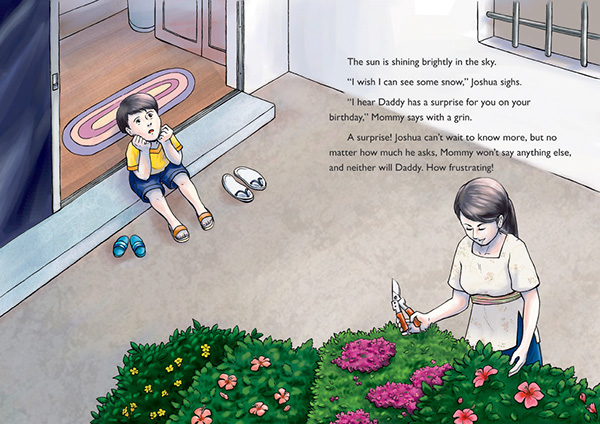 The sun is shining brightly in the sky.
“I wish I can see some snow,” Joshua sighs.
“I hear Daddy has a surprise for you on your
birthday,” Mommy says with a grin.
A surprise! Joshua can’t wait to know more, but no
matter how much he asks, Mommy won’t say anything else,
and neither will Daddy. How frustrating!